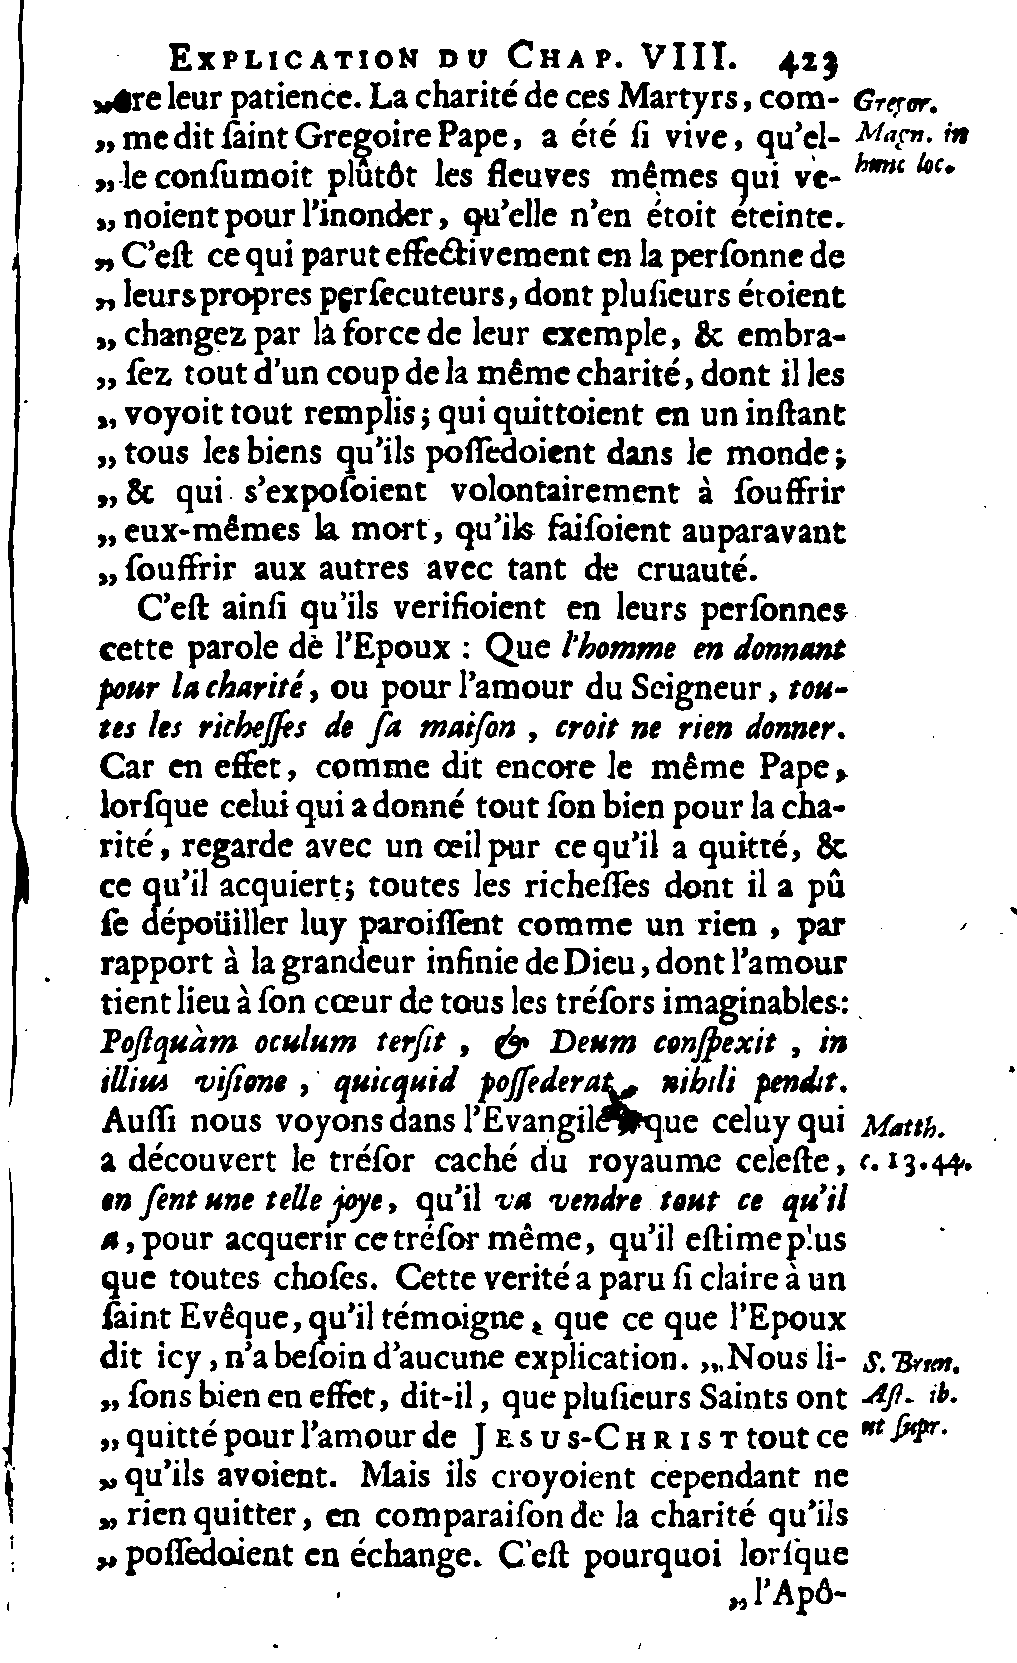 EXPLICATION DU CHAP. VIII. 423
„tre leur patience. La charité de ces Martyrs, com-
„ me dit ſaint Gregoire Pape, a été ſi vive, qu'el-
„ le conſumoit plûtôt les fleuves mêmes qui ve-
„ noient pour l'inonder, qu'elle n'en étoit éteinte.
„ C'eſt ce qui parut effectivement en la perſonne de
„ leurs propres perſecuteurs, dont pluſieurs étoient
„ changez par la force de leur exemple, & embra-
„ ſez tout d'un coup de la même charité, dont il les
„ voyoit tout remplis; qui quittoient en un inſtant
„ tous les biens qu'ils poſſedoient dans le monde;
„ & qui s'expoſoient volontairement à ſouffrir
„ eux-mêmes la mort, qu'ils faiſoient auparavant
„ ſouffrir aux autres avec tant de cruauté.
C'eſt ainſi qu'ils verifioient en leurs perſonnes
cette parole de l'Epoux : Que l'homme en donnant
pour la charité, ou pour l'amour du Seigneur, tou-
tes les richeſſes de ſa maiſon, croit ne rien donner.
Car en effet, comme dit encore le même Pape,
lorſque celui qui a donné tout ſon bien pour la cha-
rité, regarde avec un œil pur ce qu'il a quitté, &
ce qu'il acquiert; toutes les richeſſes dont il a pû
ſe dépoüiller luy paroiſſent comme un rien, par
rapport à la grandeur infinie de Dieu, dont l'amour
tient lieu à ſon cœur de tous les tréſors imaginables:
Poſtquàm oculum terſit, & Deum conſpexit, in
illius viſione, quicquid poſſederat, nihili pendit.
Auſſi nous voyons dans l'Evangile que celuy qui
a découvert le tréſor caché du royaume celeſte,
en ſent une telle joye, qu'il va vendre tout ce qu'il
a, pour acquerir ce tréſor même, qu'il eſtime plus
que toutes choſes. Cette verité a paru ſi claire à un
ſaint Evêque, qu'il témoigne, que ce que l'Epoux
dit icy, n'a beſoin d'aucune explication. „ Nous li-
„ ſons bien en effet, dit-il, que pluſieurs Saints ont
„ quitté pour l'amour de JESUS-CHRIST tout ce
„ qu'ils avoient. Mais ils croyoient cependant ne
„ rien quitter, en comparaiſon de la charité qu'ils
„ poſſedoient en échange. C'eſt pourquoi lorſque
„ l'Apô-
Gregor.
Magn. in
hunc loc.
Matth.
c. 13. 44.
S. Brun.
Aſt. ib.
ut ſupr.